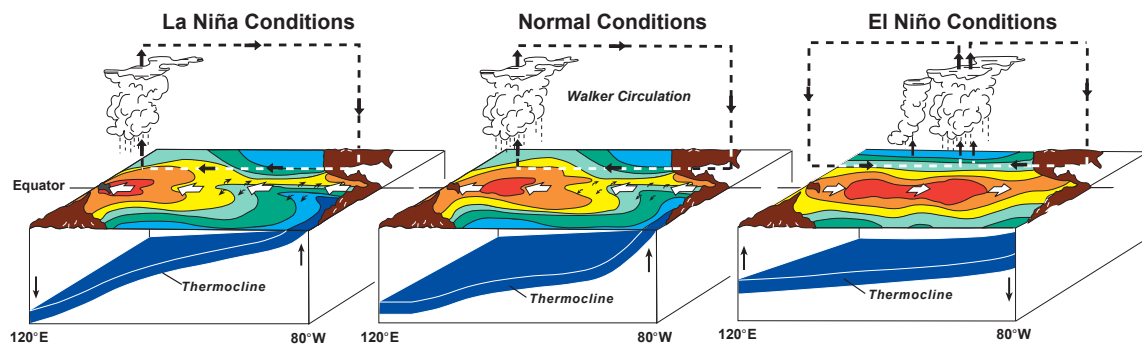 La Niña Conditions
Normal Conditions
El Niño Conditions
Walker Circulation
Equator
Thermocline
Thermocline
Thermocline
120°E
80°W
120°E
80°W
120°E
80°W